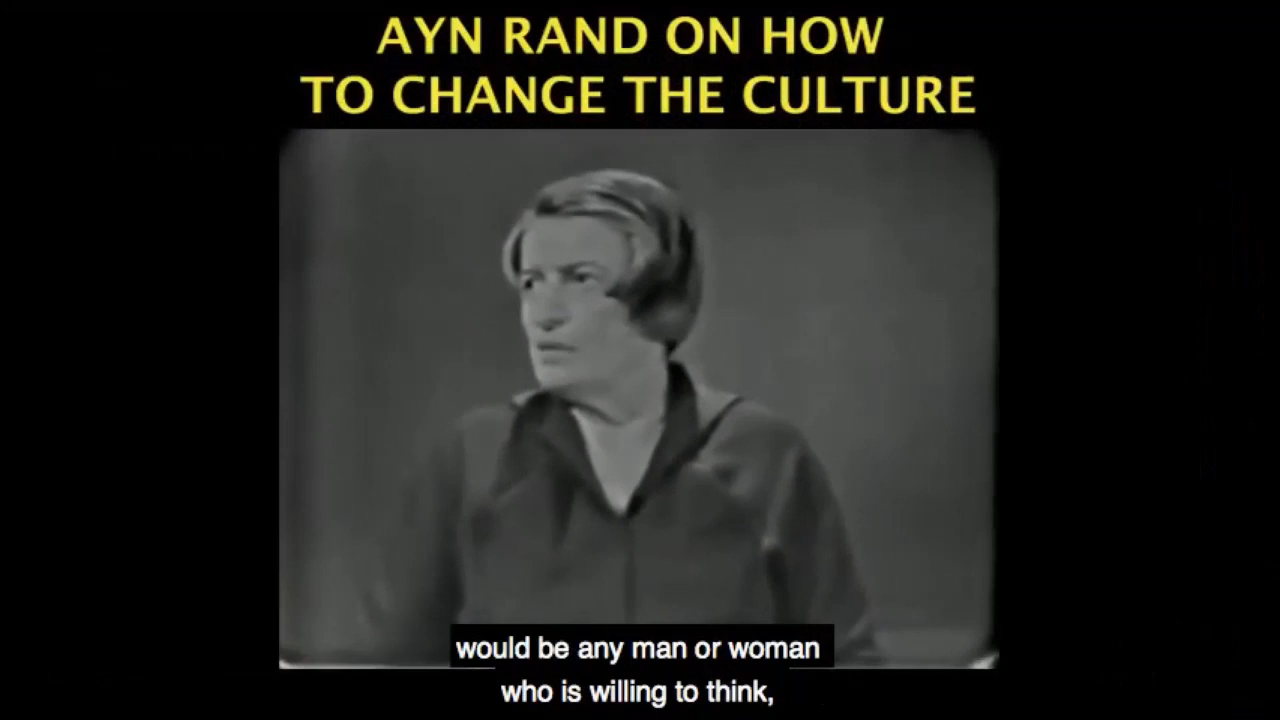 AYN RAND ON HOW
TO CHANGE THE CULTURE
would be any man or woman
who is willing to think,